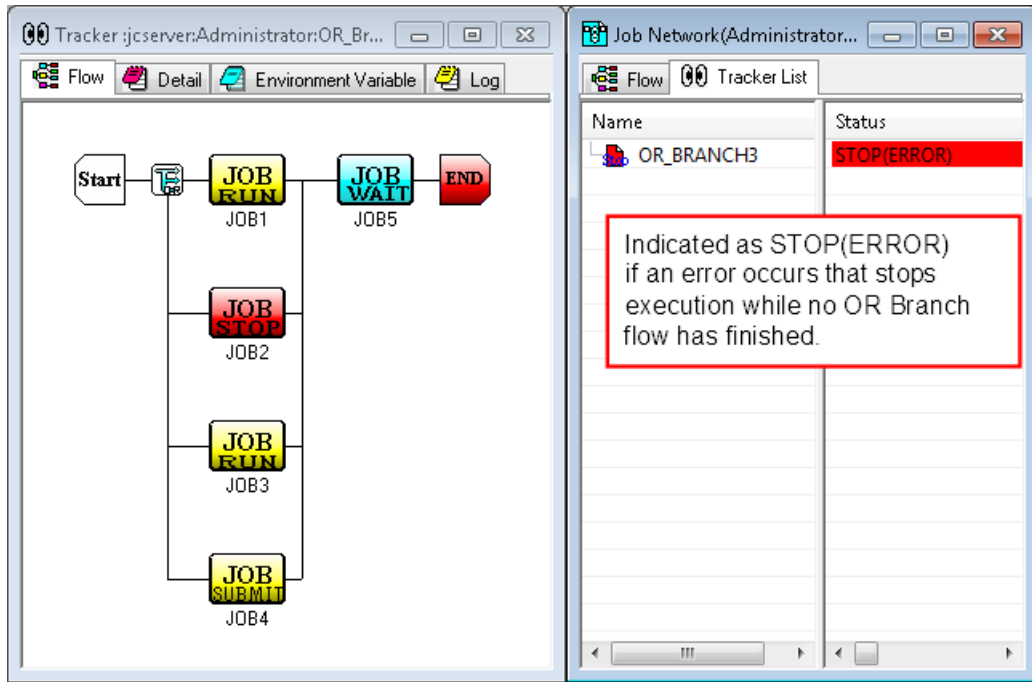 Tracker :jcserver:Administrator:OR_Br...
Flow
Detail
Environment Variable
Log
Start
OR
JOB
RUN
JOB1
JOB
WAIT
JOB5
END
JOB
STOP
JOB2
JOB
RUN
JOB3
JOB
SUBMIT
JOB4
Job Network(Administrator...
Flow
Tracker List
Name
Status
Stop
OR_BRANCH3
STOP(ERROR)
Indicated as STOP(ERROR)
if an error occurs that stops
execution while no OR Branch
flow has finished.